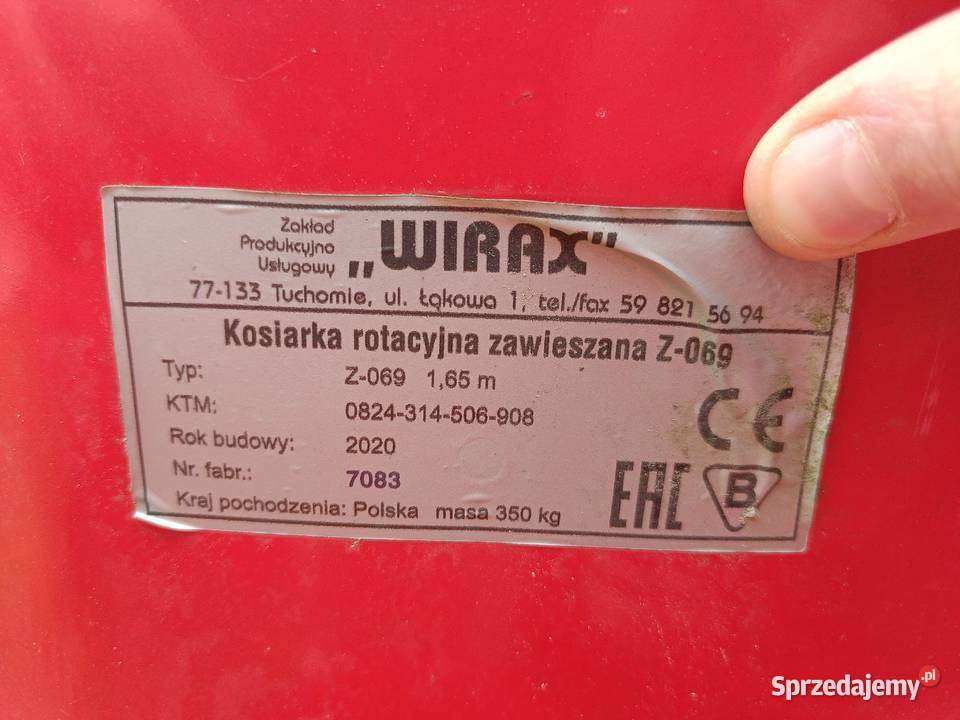 Zakład
Produkcyjno
Usługowy
„WIRAX”
77-133 Tuchomie, ul. Łąkowa 1, tel./fax 59 821 56 94
Kosiarka rotacyjna zawieszana Z-069
Typ: Z-069 1,65 m
KTM: 0824-314-506-908
Rok budowy: 2020
Nr. fabr.: 7083
Kraj pochodzenia: Polska masa 350 kg
CE
EAC
B
Sprzedajemy.pl